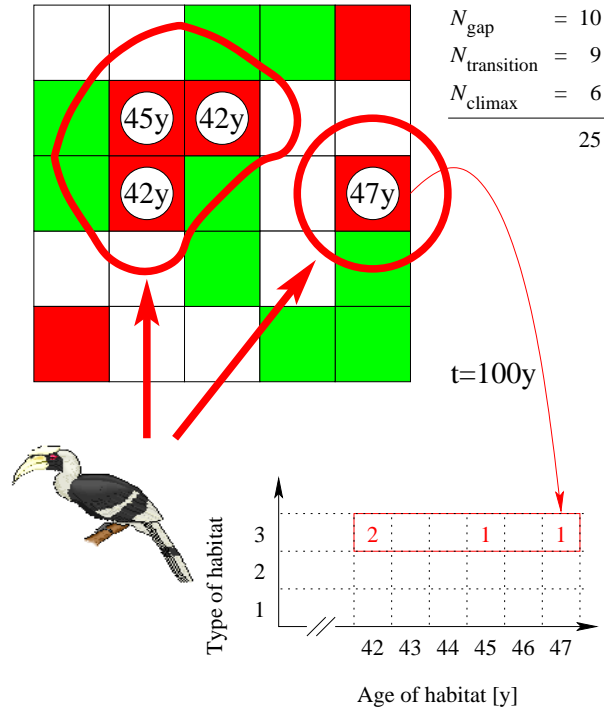 N_gap = 10
N_transition = 9
N_climax = 6
25
45y 42y
42y 47y
t=100y
Type of habitat
3 2 1 1
2
1
42 43 44 45 46 47
Age of habitat [y]